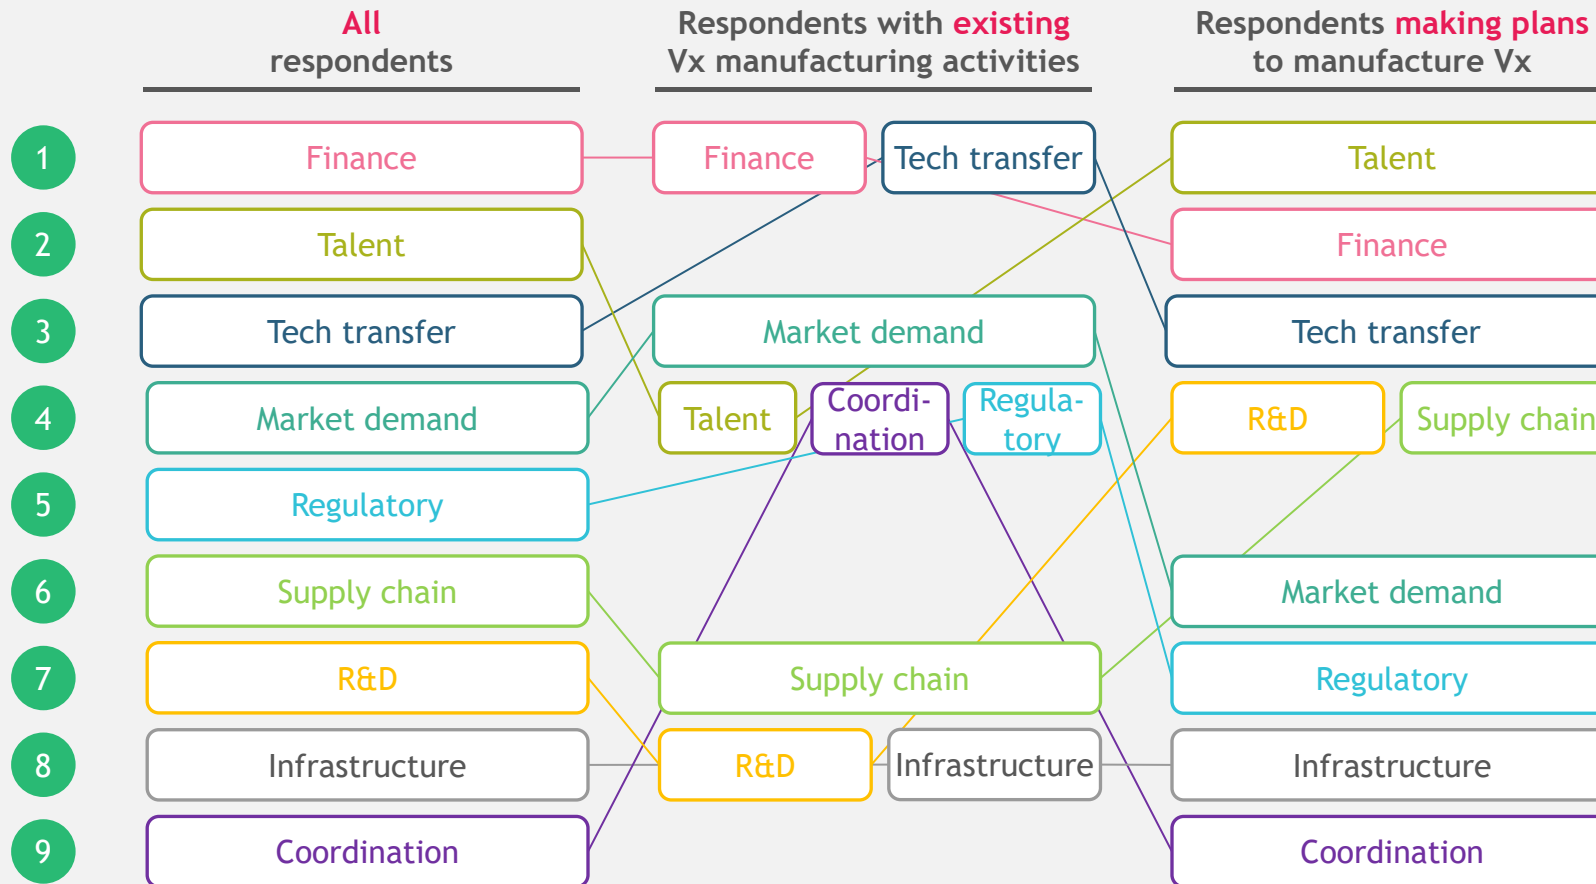 All
respondents
Respondents with existing
Vx manufacturing activities
Respondents making plans
to manufacture Vx
1
Finance
Finance
Tech transfer
Talent
2
Talent
Finance
3
Tech transfer
Market demand
Tech transfer
4
Market demand
Talent
Coordi-
nation
Regula-
tory
R&D
Supply chain
5
Regulatory
6
Supply chain
Market demand
7
R&D
Supply chain
Regulatory
8
Infrastructure
R&D
Infrastructure
Infrastructure
9
Coordination
Coordination